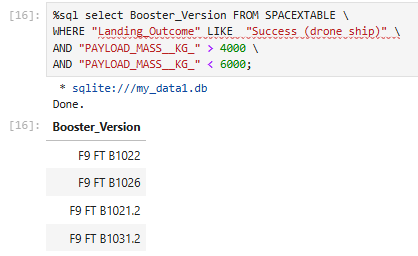 [16]: %sql select Booster_Version FROM SPACEXTABLE \
WHERE "Landing_Outcome" LIKE  "Success (drone ship)" \
AND "PAYLOAD_MASS__KG_" > 4000 \
AND "PAYLOAD_MASS__KG_" < 6000;
* sqlite:///my_data1.db
Done.
[16]: Booster_Version
F9 FT B1022
F9 FT B1026
F9 FT B1021.2
F9 FT B1031.2